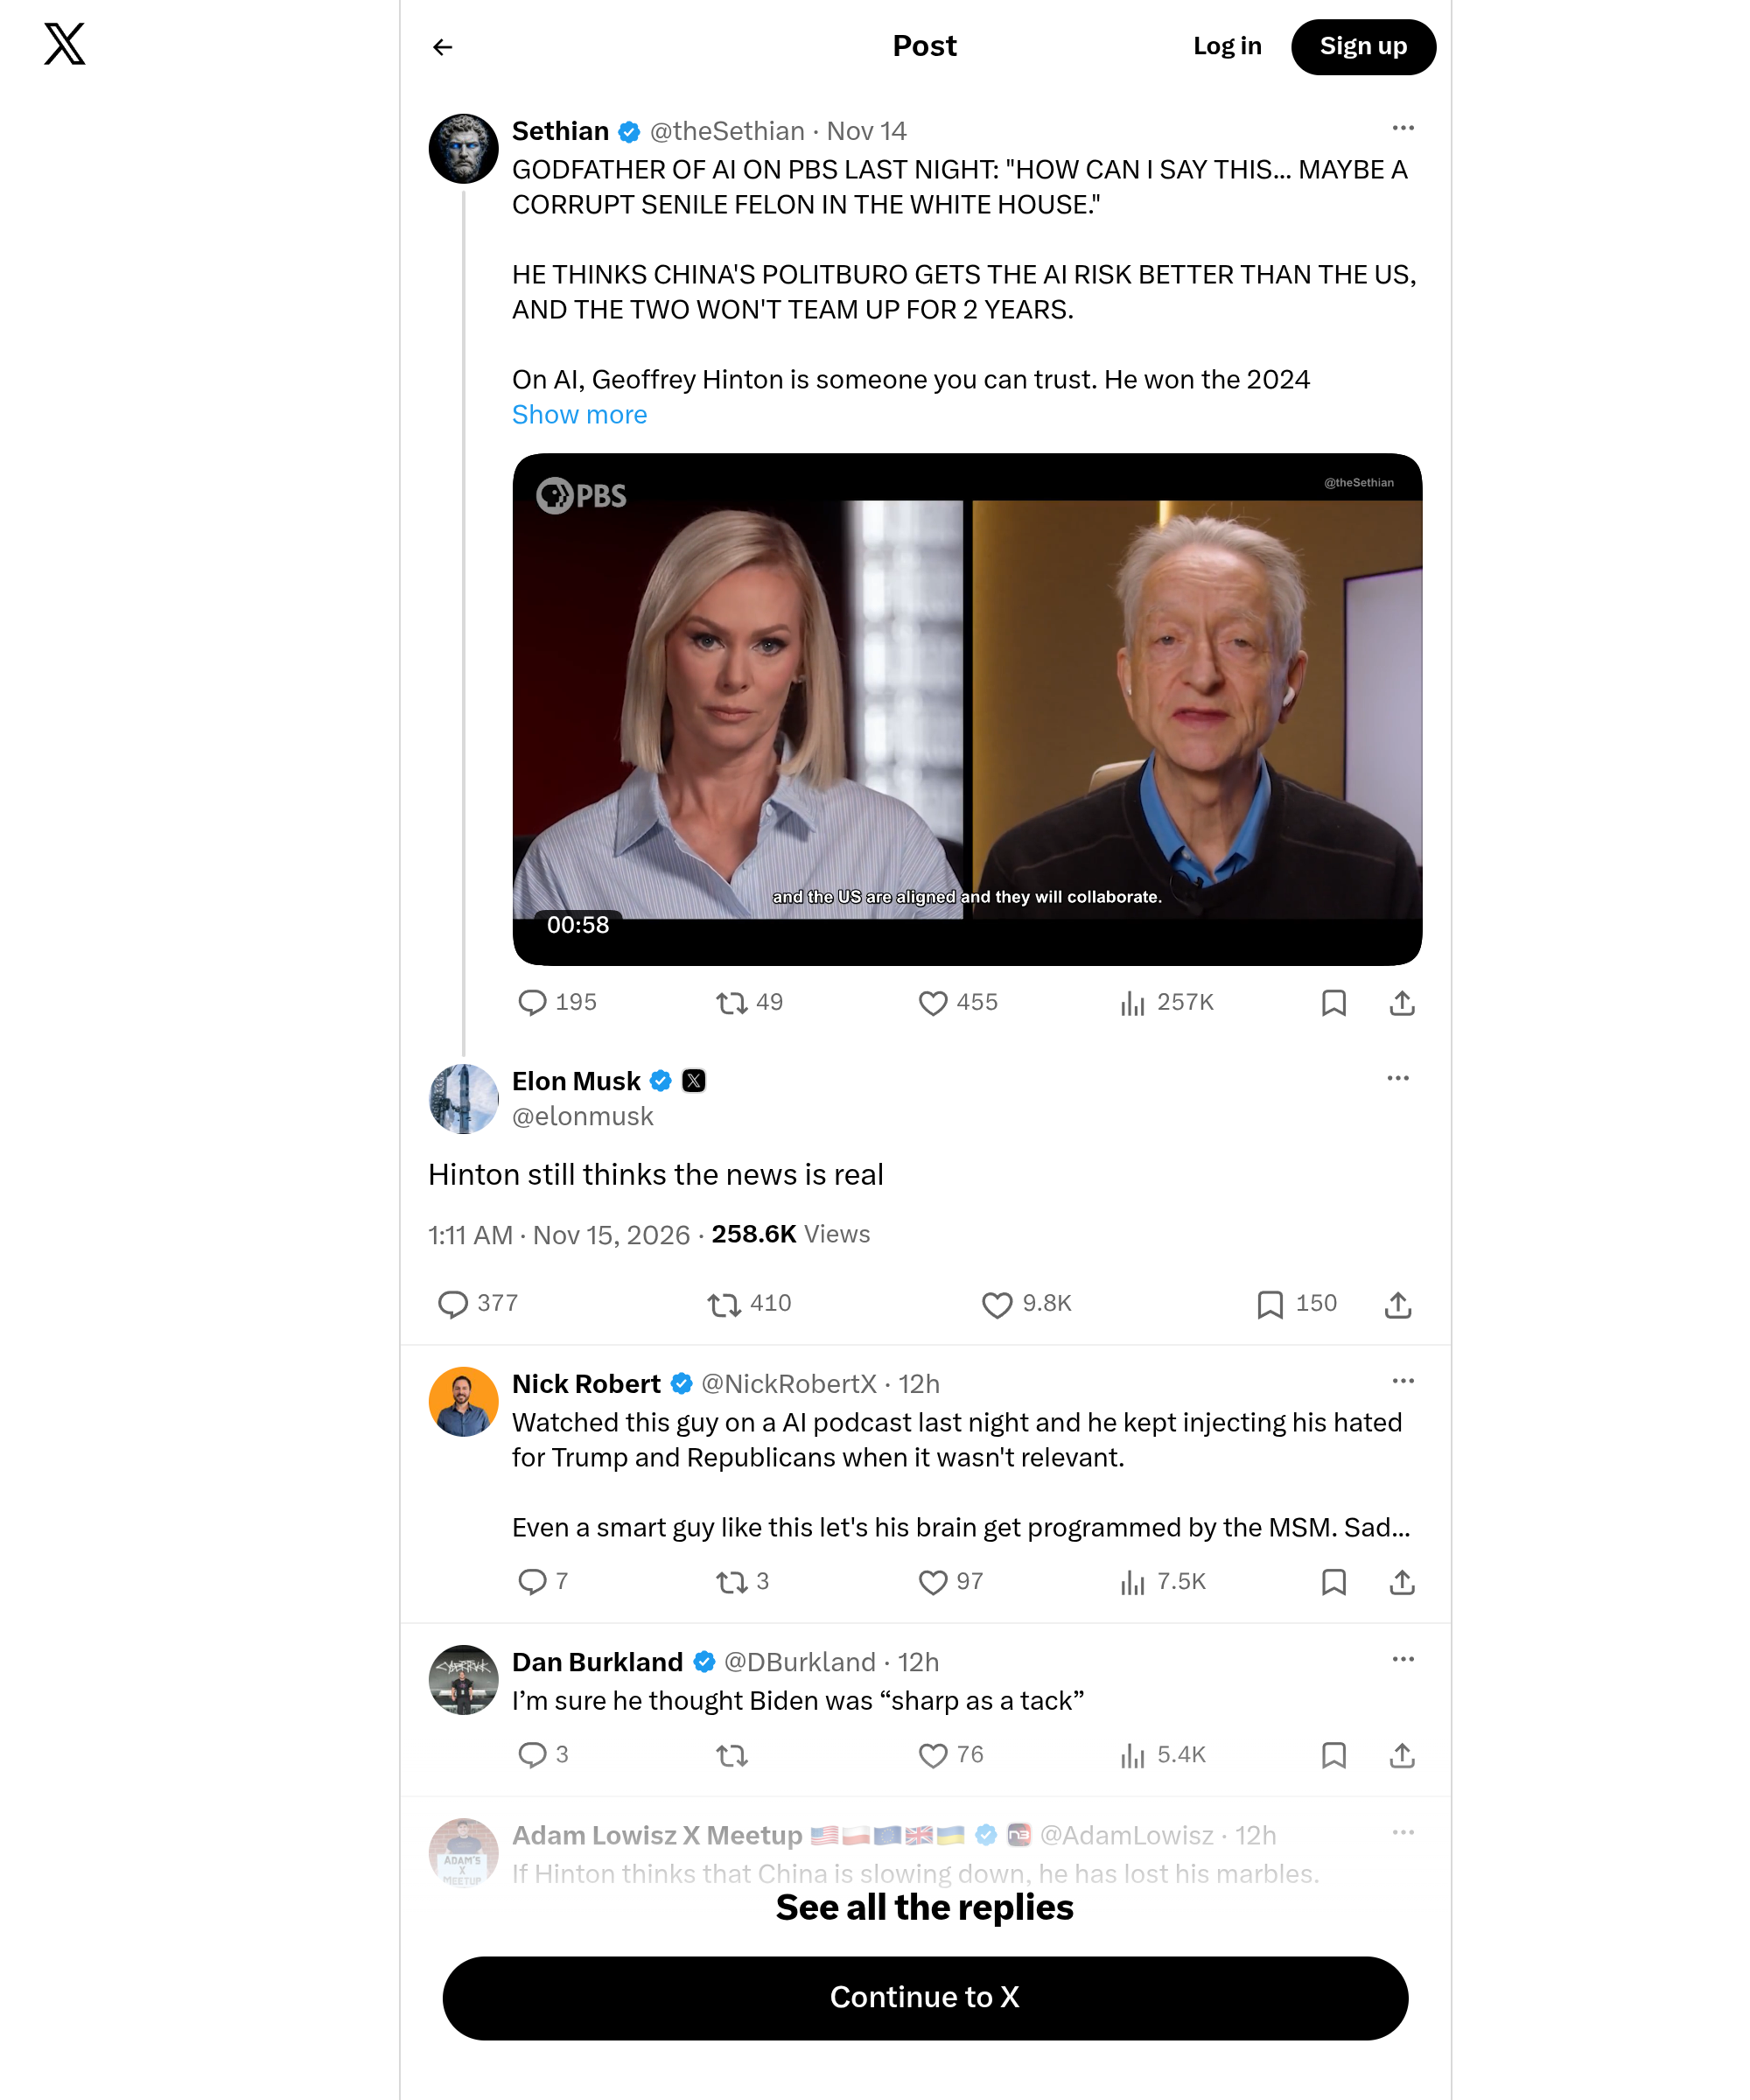 Post
Log in
Sign up
Sethian @theSethian · Nov 14
GODFATHER OF AI ON PBS LAST NIGHT: "HOW CAN I SAY THIS... MAYBE A
CORRUPT SENILE FELON IN THE WHITE HOUSE."
HE THINKS CHINA'S POLITBURO GETS THE AI RISK BETTER THAN THE US,
AND THE TWO WON'T TEAM UP FOR 2 YEARS.
On AI, Geoffrey Hinton is someone you can trust. He won the 2024
Show more
PBS
@theSethian
and the US are aligned and they will collaborate.
00:58
195 49 455 257K
Elon Musk
@elonmusk
Hinton still thinks the news is real
1:11 AM · Nov 15, 2026 · 258.6K Views
377 410 9.8K 150
Nick Robert @NickRobertX · 12h
Watched this guy on a AI podcast last night and he kept injecting his hated
for Trump and Republicans when it wasn't relevant.
Even a smart guy like this let's his brain get programmed by the MSM. Sad...
7 3 97 7.5K
Dan Burkland @DBurkland · 12h
I’m sure he thought Biden was “sharp as a tack”
3 76 5.4K
Adam Lowisz X Meetup @AdamLowisz · 12h
ADAM'S
X
MEETUP
If Hinton thinks that China is slowing down, he has lost his marbles.
See all the replies
Continue to X